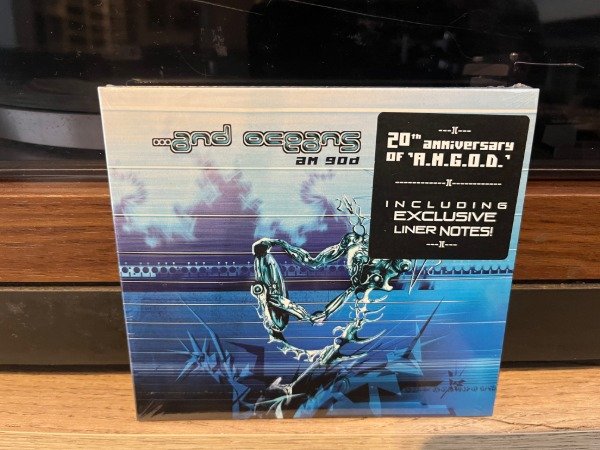 ...and oceans
am god
20th anniversary
of 'A.M.G.O.D.'
INCLUDING
EXCLUSIVE
LINER NOTES!